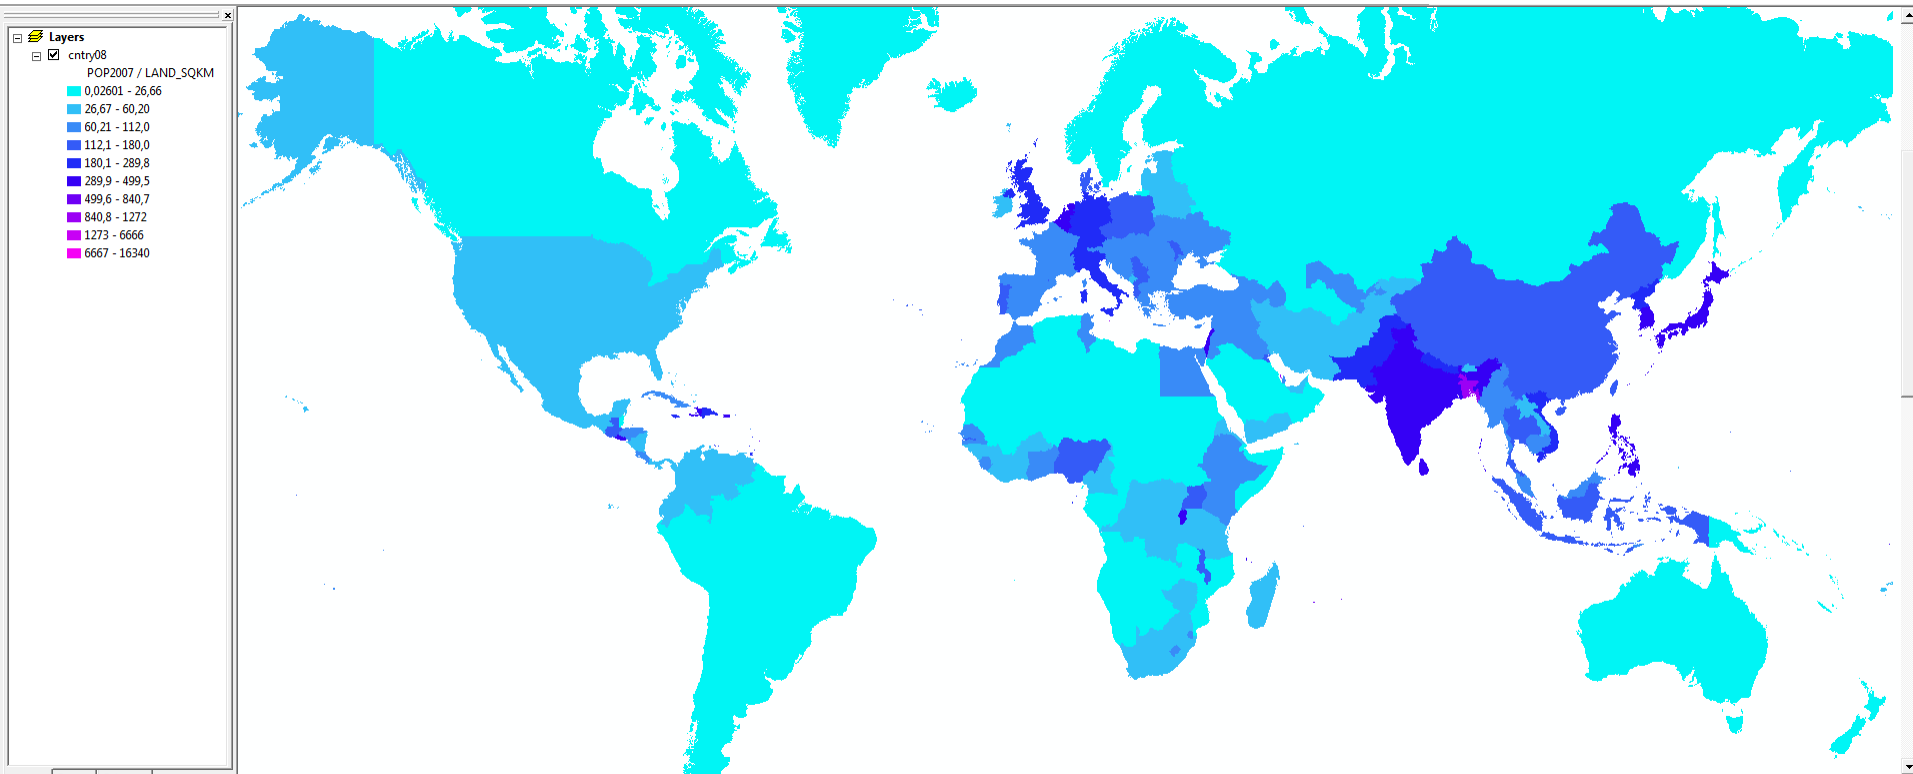 Layers
cntry08
POP2007 / LAND_SQKM
0,02601 - 26,66
26,67 - 60,20
60,21 - 112,0
112,1 - 180,0
180,1 - 289,8
289,9 - 499,5
499,6 - 840,7
840,8 - 1272
1273 - 6666
6667 - 16340